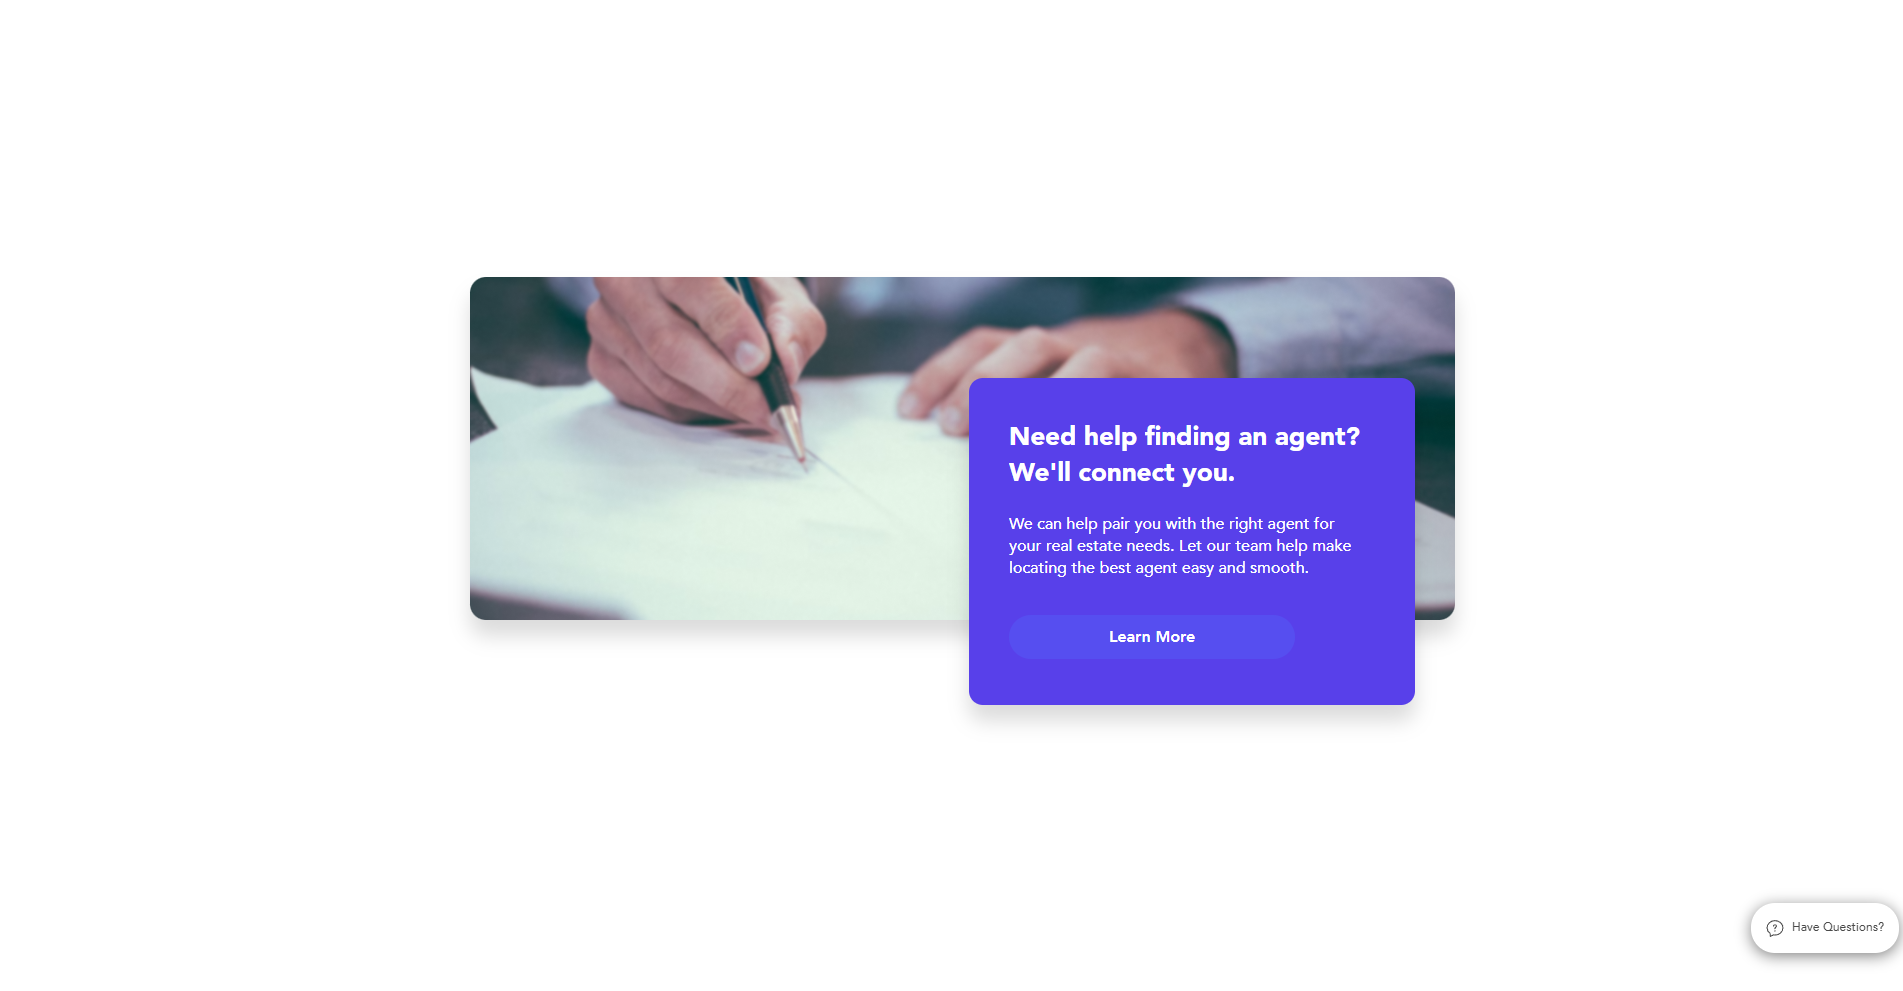 Need help finding an agent?
We'll connect you.
We can help pair you with the right agent for
your real estate needs. Let our team help make
locating the best agent easy and smooth.
Learn More
Have Questions?